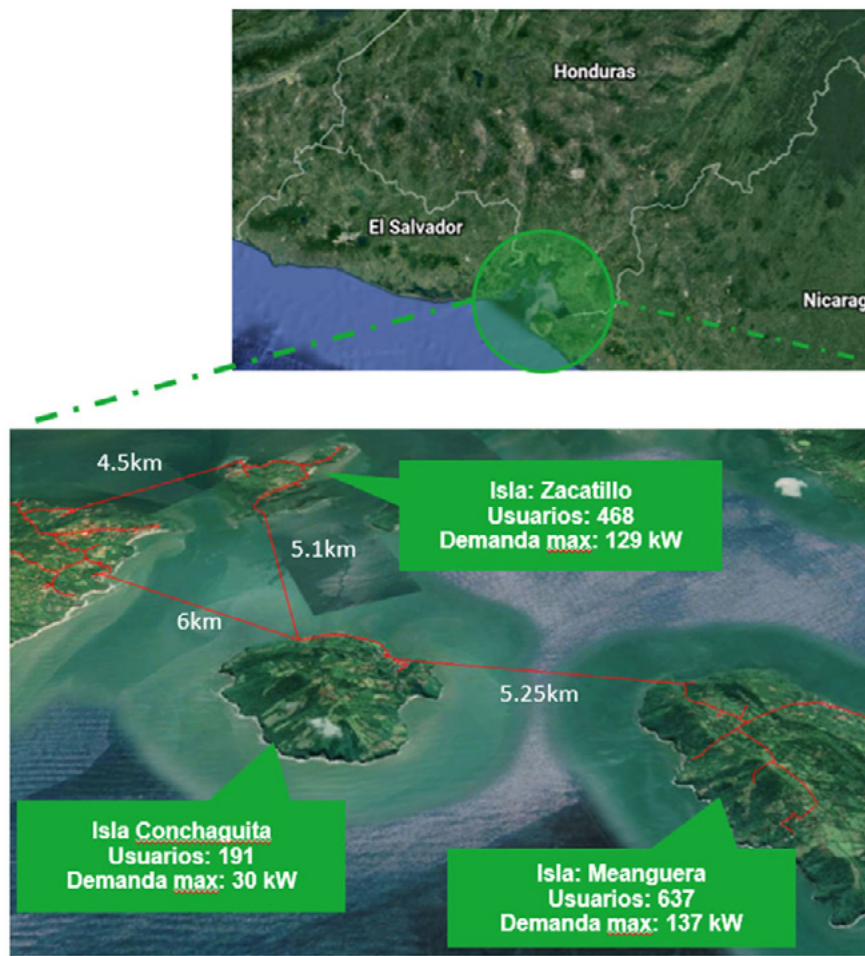 Honduras
El Salvador
Nicarag
4.5km
Isla: Zacatillo
Usuarios: 468
Demanda max: 129 kW
5.1km
6km
5.25km
Isla Conchaguita
Usuarios: 191
Demanda max: 30 kW
Isla: Meanguera
Usuarios: 637
Demanda max: 137 kW